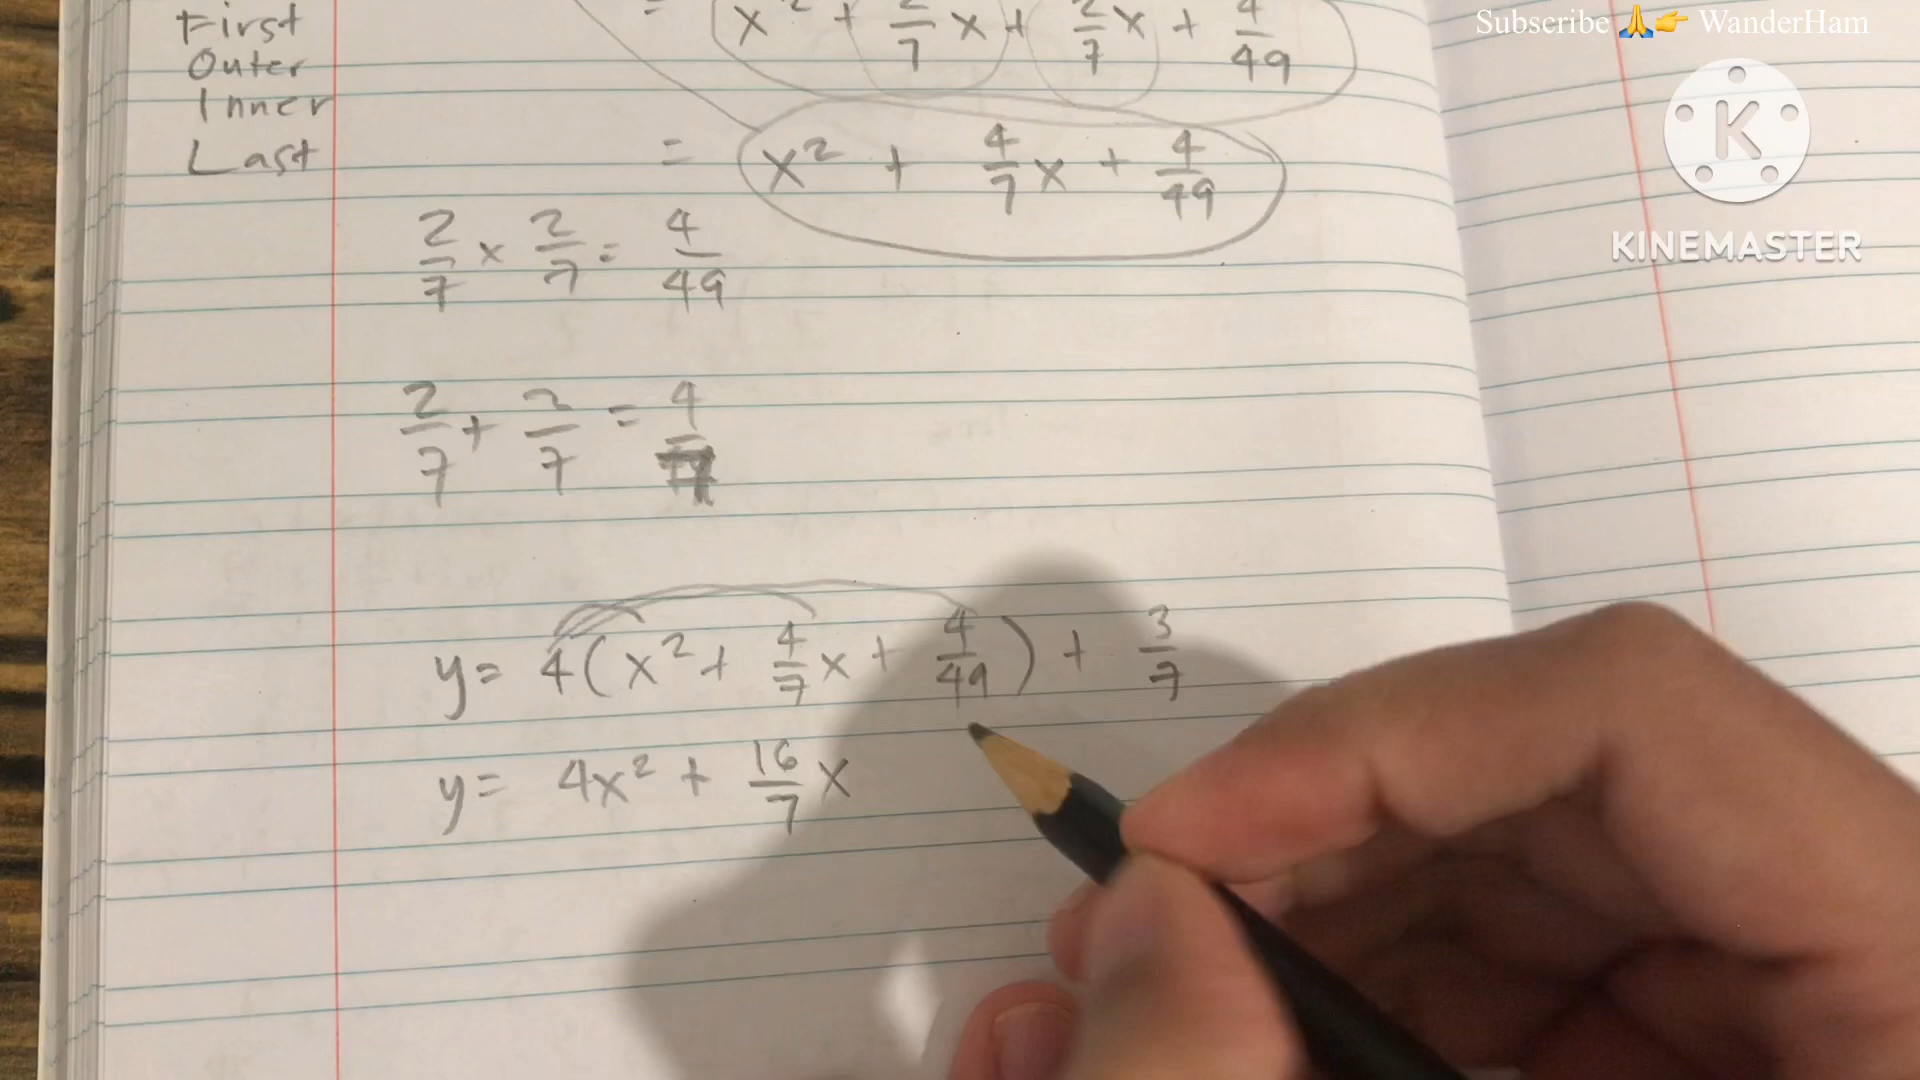 Subscribe 🙏👉 WanderHam
K
KINEMASTER
First
Outer
Inner
Last
= x² + 2/7 x + 2/7 x + 4/49
= x² + 4/7 x + 4/49
2/7 × 2/7 = 4/49
2/7 + 2/7 = 4/7
y = 4(x² + 4/7 x + 4/49) + 3/7
y = 4x² + 16/7 x